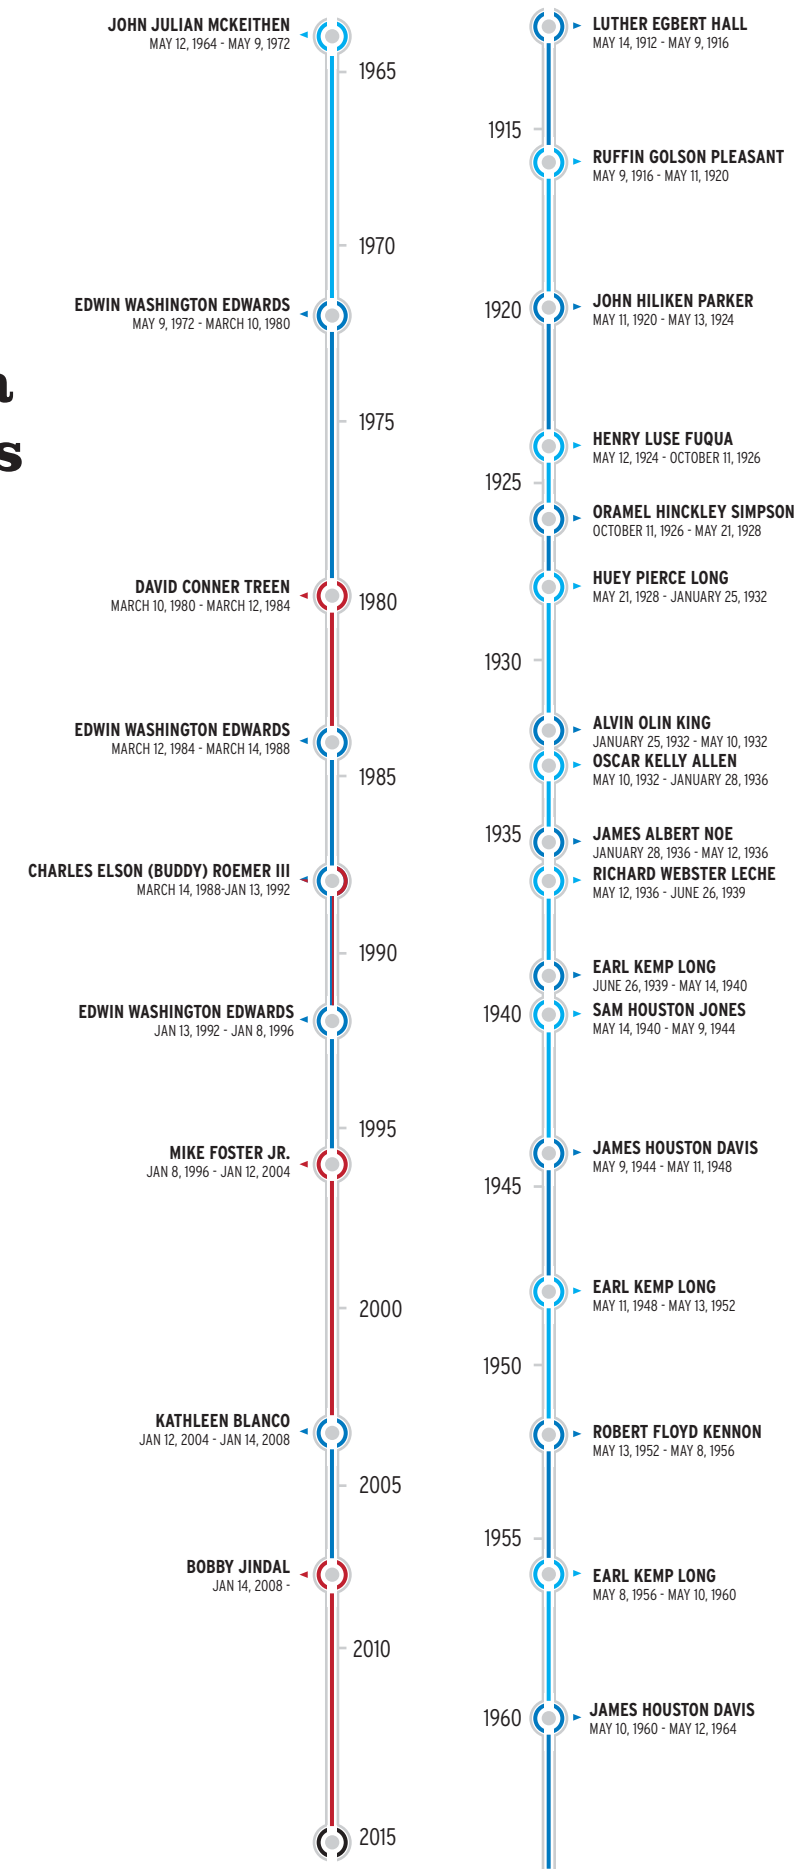 JOHN JULIAN MCKEITHEN
MAY 12, 1964 - MAY 9, 1972
1965
1970
EDWIN WASHINGTON EDWARDS
MAY 9, 1972 - MARCH 10, 1980
a
s
1975
DAVID CONNER TREEN
MARCH 10, 1980 - MARCH 12, 1984
1980
EDWIN WASHINGTON EDWARDS
MARCH 12, 1984 - MARCH 14, 1988
1985
CHARLES ELSON (BUDDY) ROEMER III
MARCH 14, 1988-JAN 13, 1992
1990
EDWIN WASHINGTON EDWARDS
JAN 13, 1992 - JAN 8, 1996
1995
MIKE FOSTER JR.
JAN 8, 1996 - JAN 12, 2004
2000
KATHLEEN BLANCO
JAN 12, 2004 - JAN 14, 2008
2005
BOBBY JINDAL
JAN 14, 2008 -
2010
2015
LUTHER EGBERT HALL
MAY 14, 1912 - MAY 9, 1916
1915
RUFFIN GOLSON PLEASANT
MAY 9, 1916 - MAY 11, 1920
JOHN HILIKEN PARKER
MAY 11, 1920 - MAY 13, 1924
1920
HENRY LUSE FUQUA
MAY 12, 1924 - OCTOBER 11, 1926
1925
ORAMEL HINCKLEY SIMPSON
OCTOBER 11, 1926 - MAY 21, 1928
HUEY PIERCE LONG
MAY 21, 1928 - JANUARY 25, 1932
1930
ALVIN OLIN KING
JANUARY 25, 1932 - MAY 10, 1932
OSCAR KELLY ALLEN
MAY 10, 1932 - JANUARY 28, 1936
1935
JAMES ALBERT NOE
JANUARY 28, 1936 - MAY 12, 1936
RICHARD WEBSTER LECHE
MAY 12, 1936 - JUNE 26, 1939
EARL KEMP LONG
JUNE 26, 1939 - MAY 14, 1940
1940
SAM HOUSTON JONES
MAY 14, 1940 - MAY 9, 1944
JAMES HOUSTON DAVIS
MAY 9, 1944 - MAY 11, 1948
1945
EARL KEMP LONG
MAY 11, 1948 - MAY 13, 1952
1950
ROBERT FLOYD KENNON
MAY 13, 1952 - MAY 8, 1956
1955
EARL KEMP LONG
MAY 8, 1956 - MAY 10, 1960
1960
JAMES HOUSTON DAVIS
MAY 10, 1960 - MAY 12, 1964